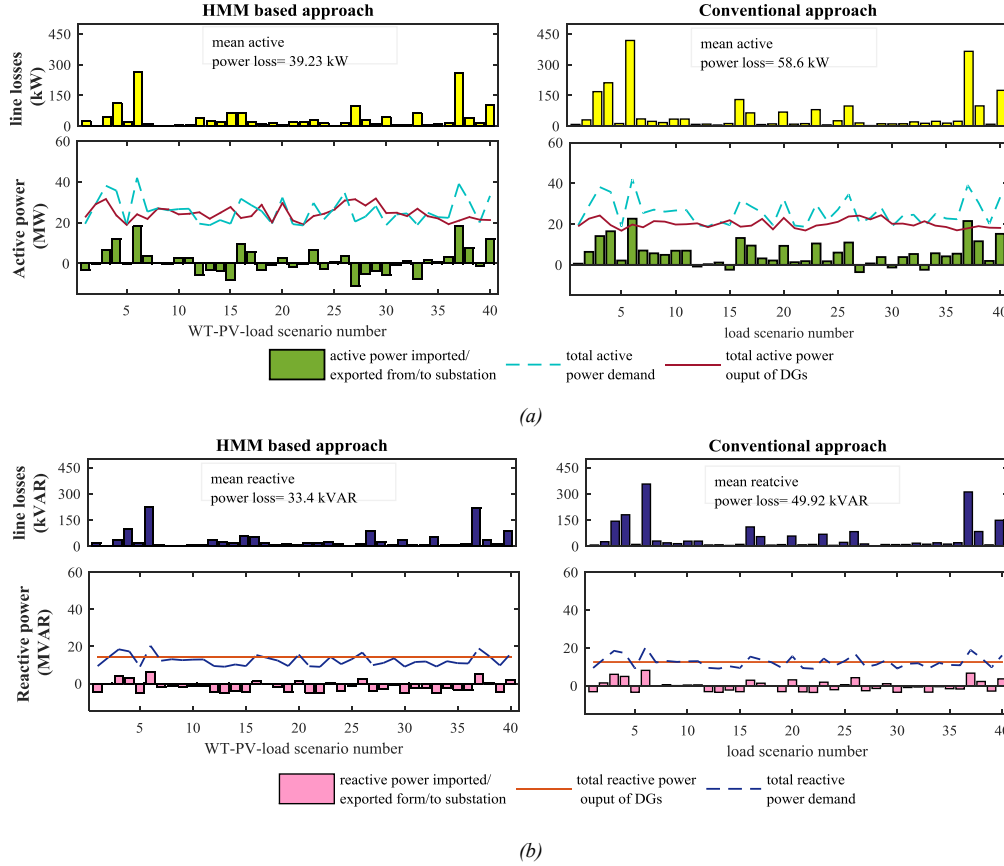 HMM based approach
Conventional approach
line losses
(kW)
450
300
150
0
mean active
power loss= 39.23 kW
450
300
150
0
mean active
power loss= 58.6 kW
Active power
(MW)
60
40
20
0
5
10
15
20
25
30
35
40
WT-PV-load scenario number
60
40
20
0
5
10
15
20
25
30
35
40
load scenario number
active power imported/
exported from/to substation
total active
power demand
total active power
ouput of DGs
(a)
HMM based approach
Conventional approach
line losses
(kVAR)
450
300
150
0
mean reactive
power loss= 33.4 kVAR
450
300
150
0
mean reatcive
power loss= 49.92 kVAR
Reactive power
(MVAR)
60
40
20
0
5
10
15
20
25
30
35
40
WT-PV-load scenario number
60
40
20
0
5
10
15
20
25
30
35
40
load scenario number
reactive power imported/
exported form/to substation
total reactive power
ouput of DGs
total reactive
power demand
(b)